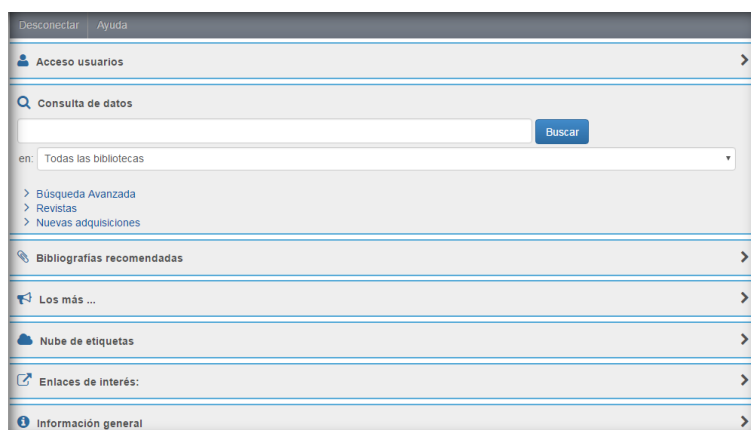 Desconectar Ayuda
Acceso usuarios
Consulta de datos
Buscar
en: Todas las bibliotecas
Búsqueda Avanzada
Revistas
Nuevas adquisiciones
Bibliografías recomendadas
Los más ...
Nube de etiquetas
Enlaces de interés:
Información general